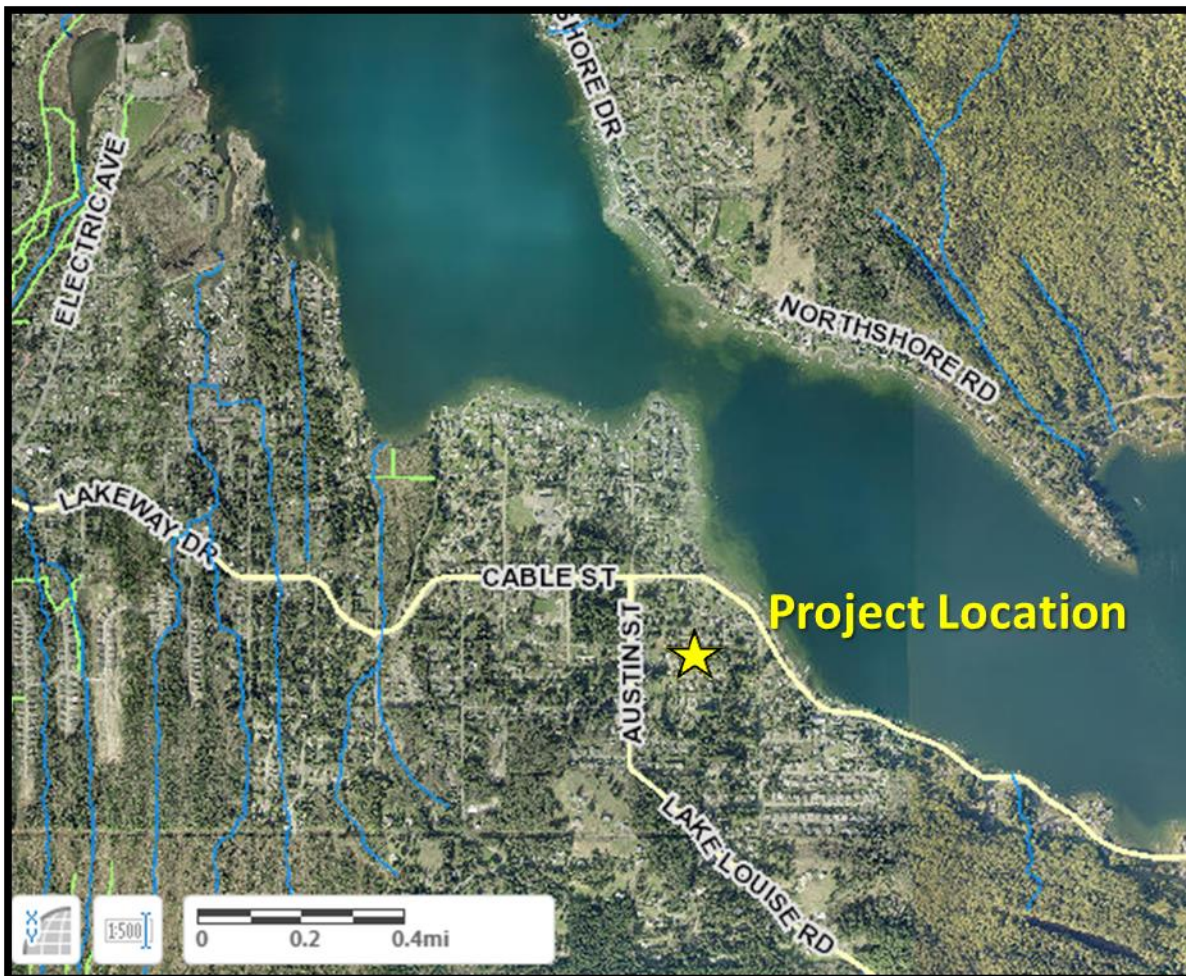 SHORE DR
ELECTRIC AVE
NORTHSHORE RD
LAKEWAY DR
CABLE ST
Project Location
AUSTIN ST
LAKE LOUISE RD
X
Y
1:500
0 0.2 0.4mi